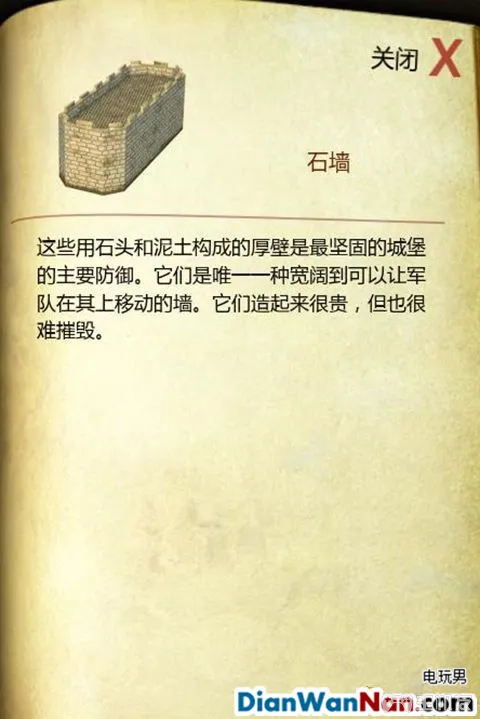 关闭 X
石墙
这些用石头和泥土构成的厚壁是最坚固的城堡
的主要防御。它们是唯一一种宽阔到可以让军
队在其上移动的墙。它们造起来很贵，但也很
难摧毁。
电玩男
DianWanNan.com